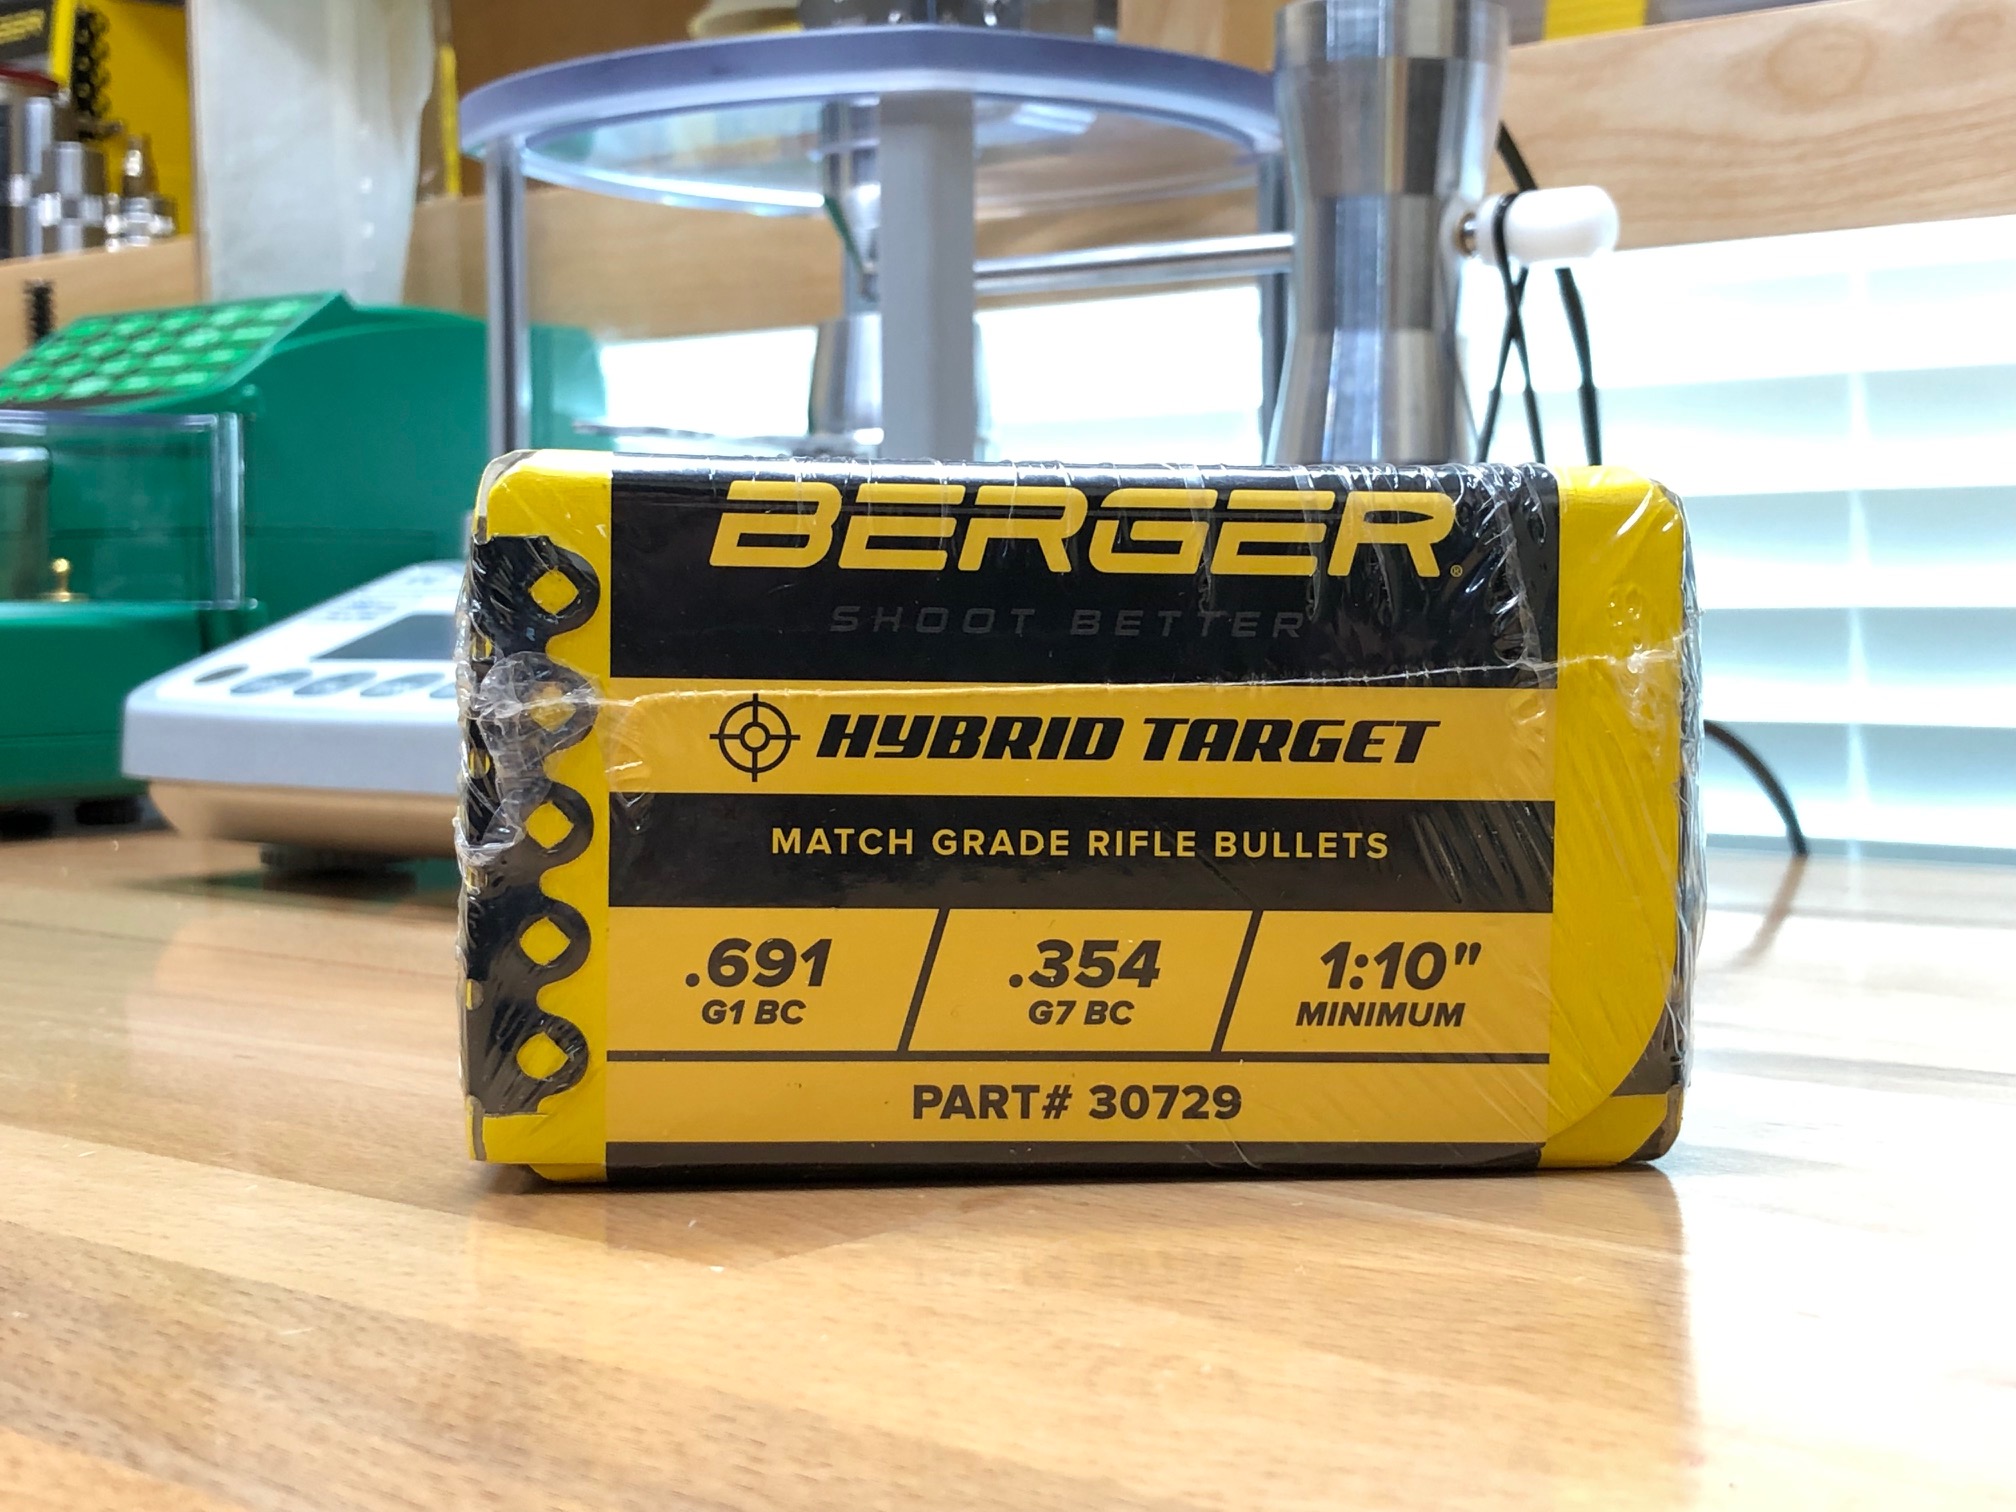 BERGER®
SHOOT BETTER
HYBRID TARGET
MATCH GRADE RIFLE BULLETS
.691 .354 1:10"
G1 BC G7 BC MINIMUM
PART# 30729